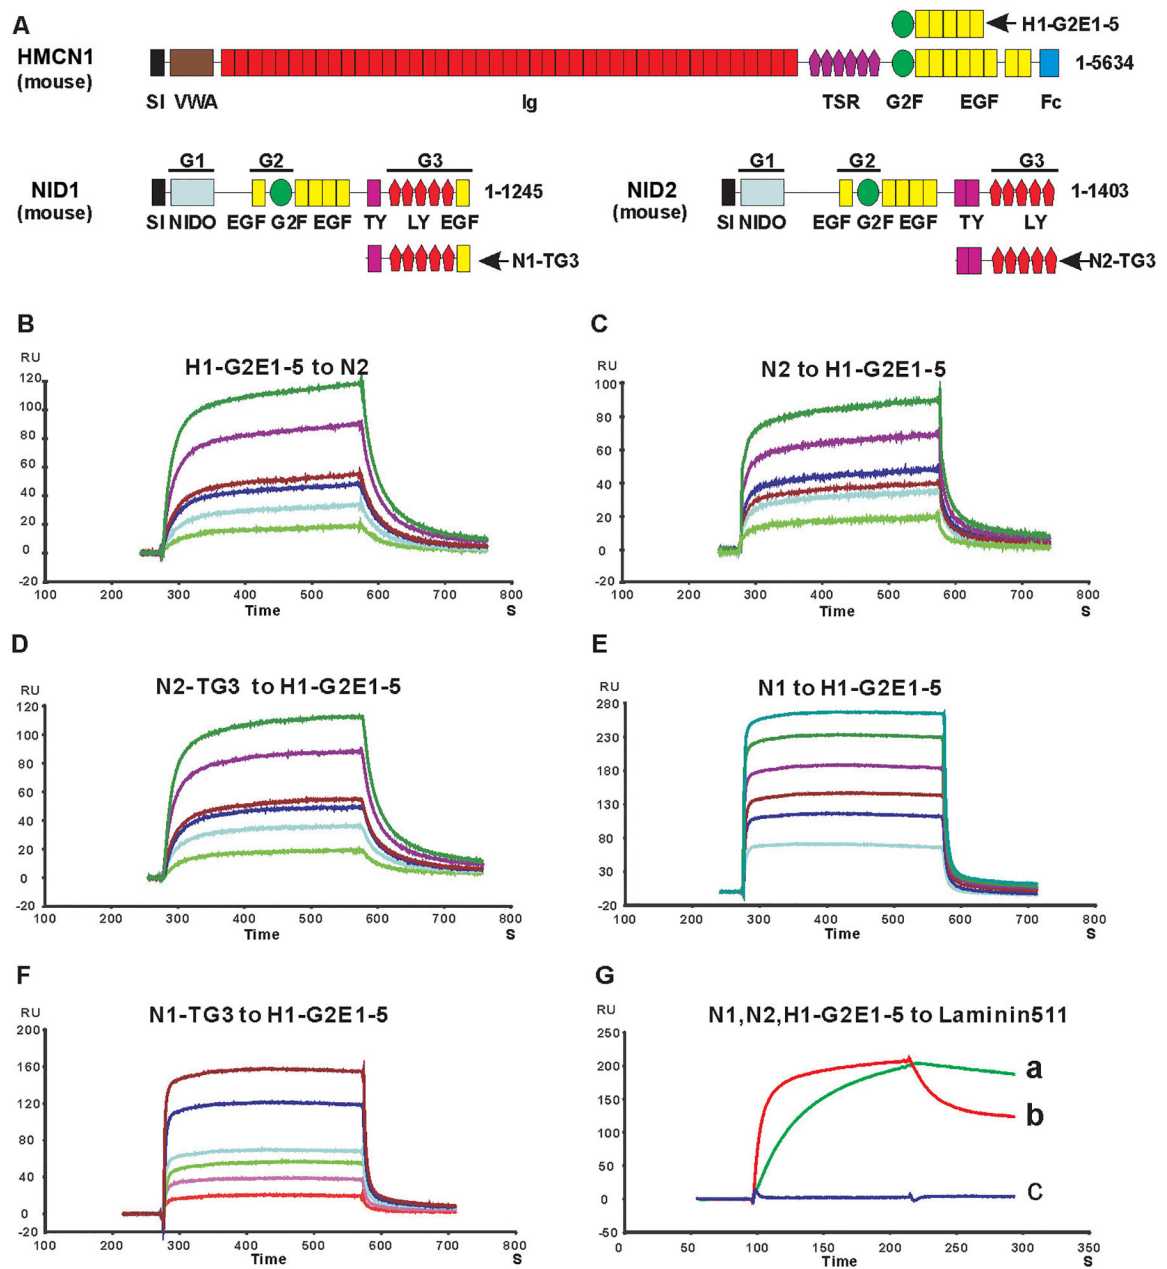 A
H1-G2E1-5
HMCN1
(mouse)
1-5634
SI VWA Ig TSR G2F EGF Fc
G1 G2 G3
NID1
(mouse)
1-1245
SI NIDO EGF G2F EGF TY LY EGF
N1-TG3
G1 G2 G3
NID2
(mouse)
1-1403
SI NIDO EGF G2F EGF TY LY
N2-TG3
B
RU
H1-G2E1-5 to N2
120
100
80
60
40
20
0
-20
100 200 300 400 500 600 700 800
Time S
C
RU
N2 to H1-G2E1-5
100
80
60
40
20
0
-20
100 200 300 400 500 600 700 800
Time S
D
RU
N2-TG3 to H1-G2E1-5
120
100
80
60
40
20
0
-20
100 200 300 400 500 600 700 800
Time S
E
RU
N1 to H1-G2E1-5
280
230
180
130
80
30
-20
100 200 300 400 500 600 700 800
Time S
F
RU
N1-TG3 to H1-G2E1-5
200
160
120
80
40
0
-20
100 200 300 400 500 600 700 800
Time S
G
RU
N1,N2,H1-G2E1-5 to Laminin511
250
200
150
100
50
0
-50
a
b
c
0 50 100 150 200 250 300 350
Time S